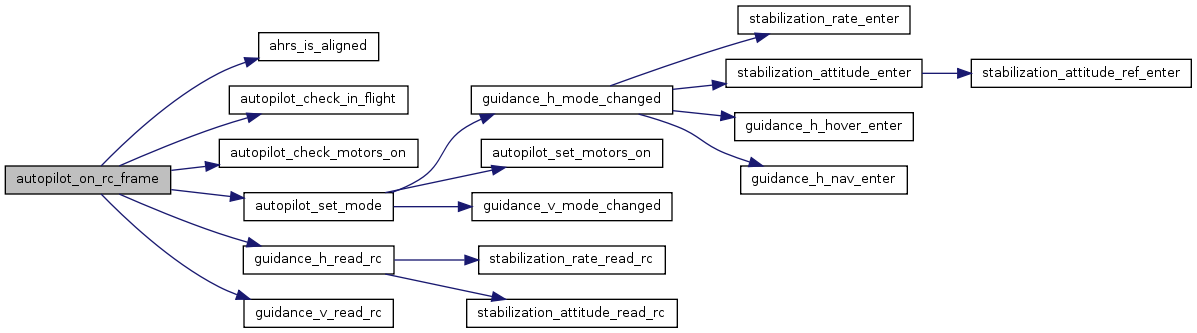 autopilot_on_rc_frame
ahrs_is_aligned
autopilot_check_in_flight
autopilot_check_motors_on
autopilot_set_mode
guidance_h_read_rc
guidance_v_read_rc
guidance_h_mode_changed
autopilot_set_motors_on
guidance_v_mode_changed
stabilization_rate_read_rc
stabilization_attitude_read_rc
stabilization_rate_enter
stabilization_attitude_enter
guidance_h_hover_enter
guidance_h_nav_enter
stabilization_attitude_ref_enter